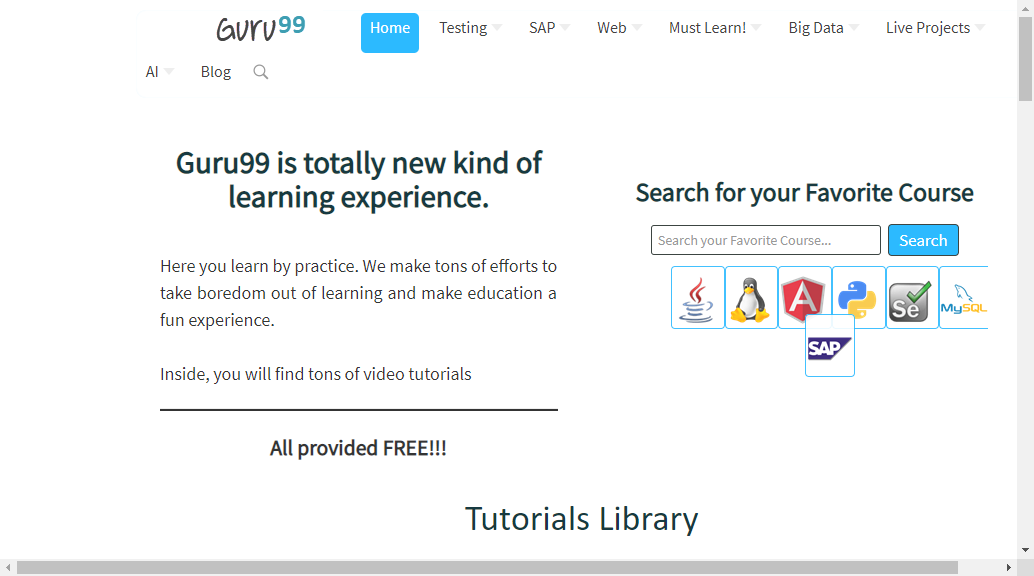 Guru99 Home Testing SAP Web Must Learn! Big Data Live Projects
AI Blog
Guru99 is totally new kind of
learning experience.
Here you learn by practice. We make tons of efforts to
take boredom out of learning and make education a
fun experience.
Inside, you will find tons of video tutorials
All provided FREE!!!
Search for your Favorite Course
Search your Favorite Course... Search
A Se MySQL
SAP
Tutorials Library